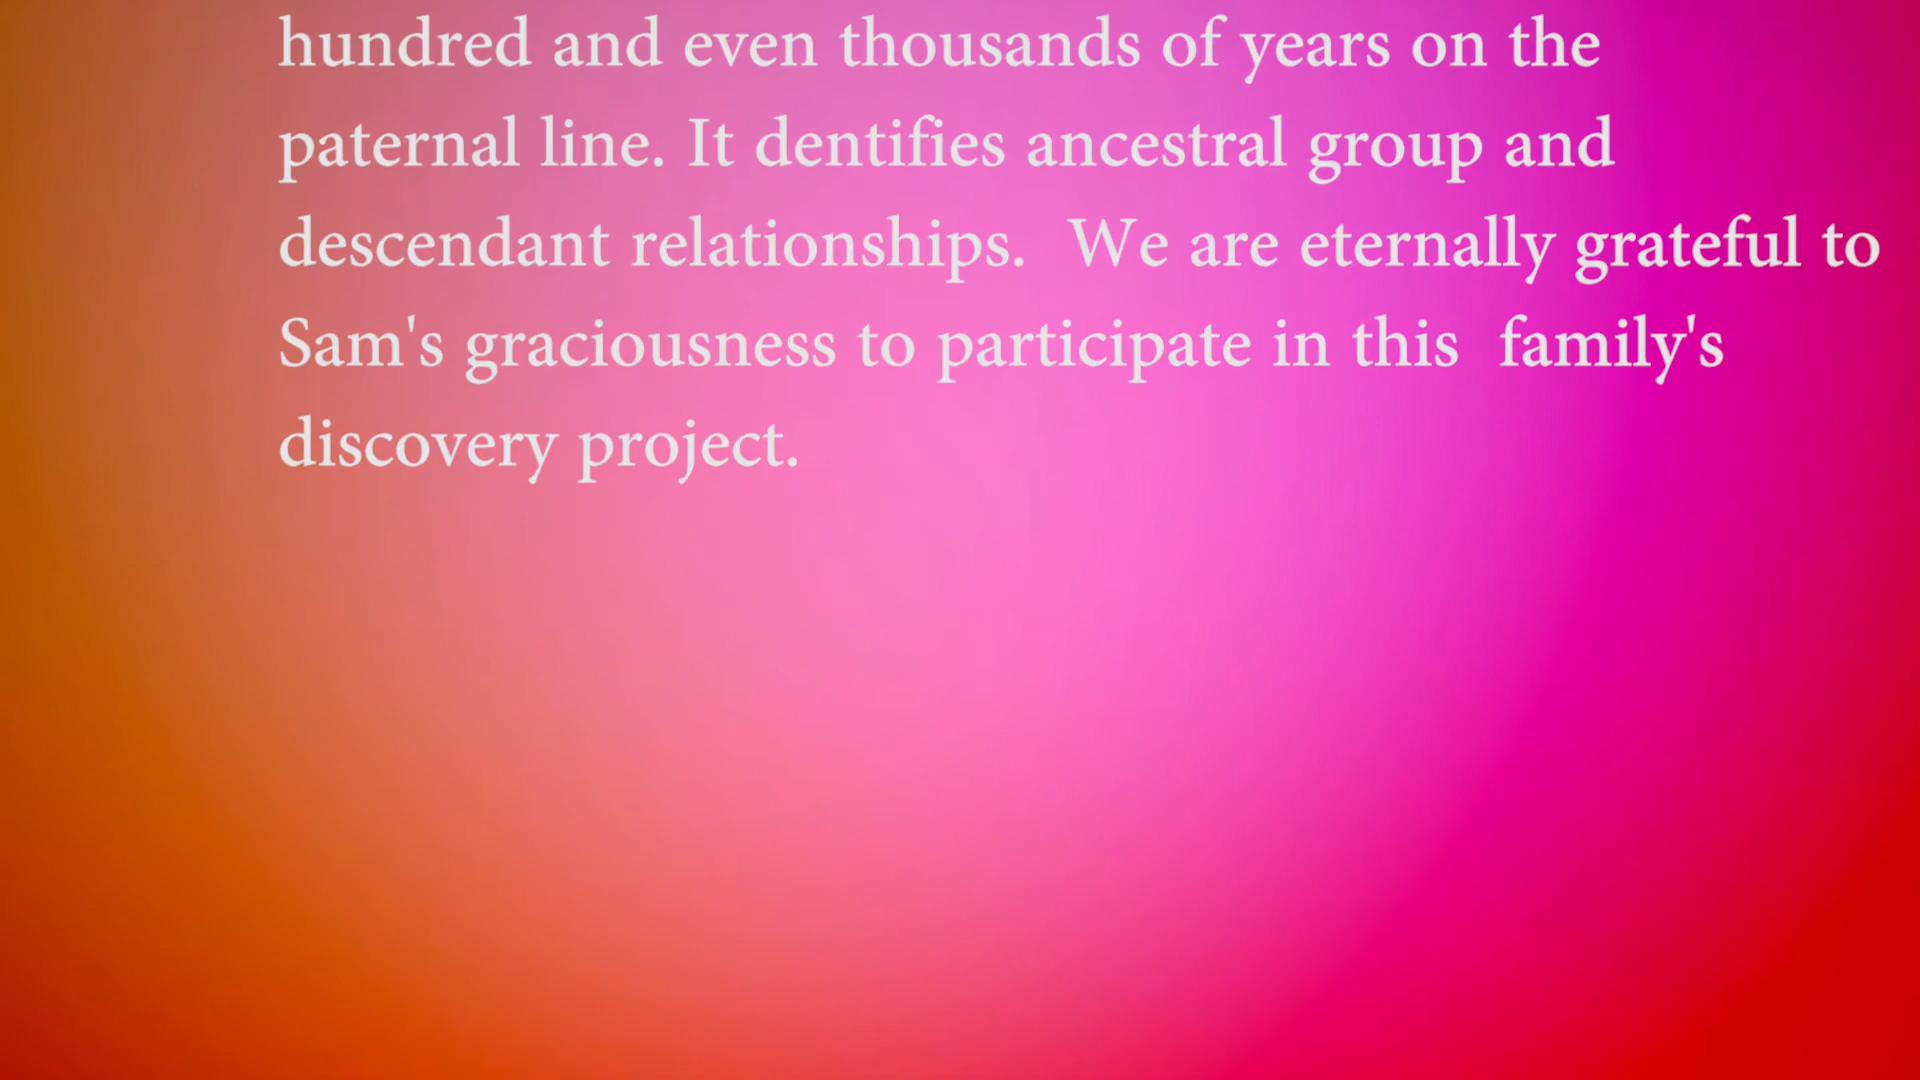 hundred and even thousands of years on the
paternal line. It dentifies ancestral group and
descendant relationships.  We are eternally grateful to
Sam's graciousness to participate in this  family's
discovery project.